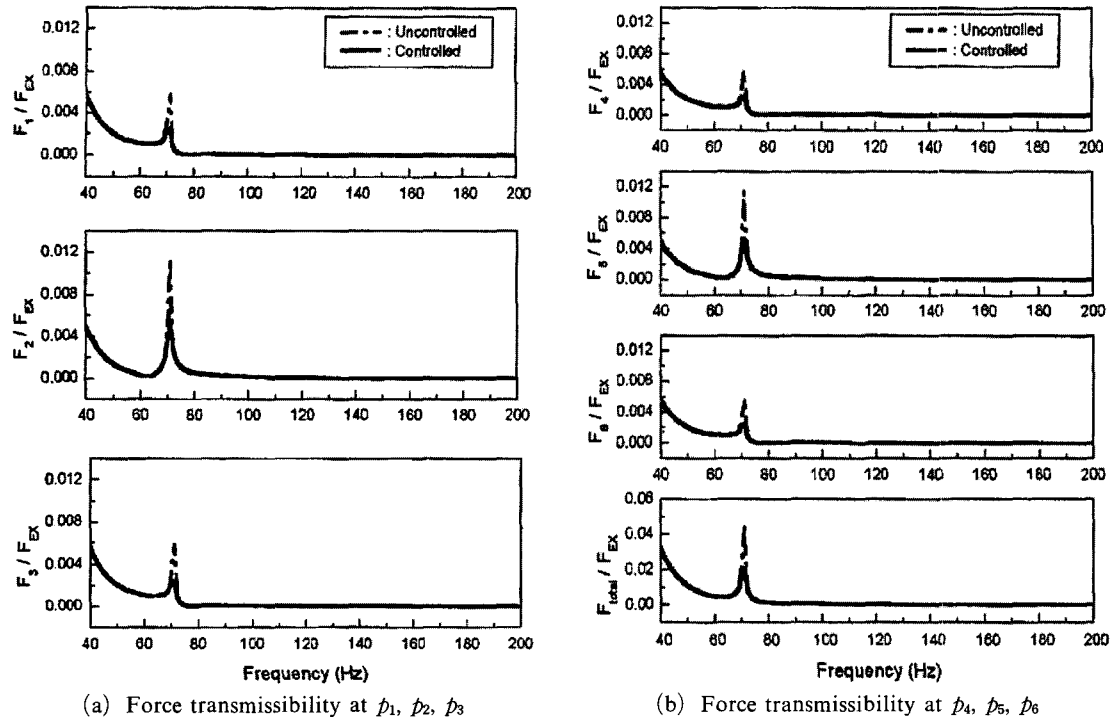 0.012
0.008
0.004
0.000
F1 / FEX
: Uncontrolled
: Controlled
40 60 80 100 120 140 160 180 200
0.012
0.008
0.004
0.000
F2 / FEX
40 60 80 100 120 140 160 180 200
0.012
0.008
0.004
0.000
F3 / FEX
40 60 80 100 120 140 160 180 200
Frequency (Hz)
(a) Force transmissibility at p1, p2, p3
0.012
0.008
0.004
0.000
F4 / FEX
: Uncontrolled
: Controlled
40 60 80 100 120 140 160 180 200
0.012
0.008
0.004
0.000
F5 / FEX
40 60 80 100 120 140 160 180 200
0.012
0.008
0.004
0.000
F6 / FEX
40 60 80 100 120 140 160 180 200
0.06
0.04
0.02
0.00
Ftotal / FEX
40 60 80 100 120 140 160 180 200
Frequency (Hz)
(b) Force transmissibility at p4, p5, p6